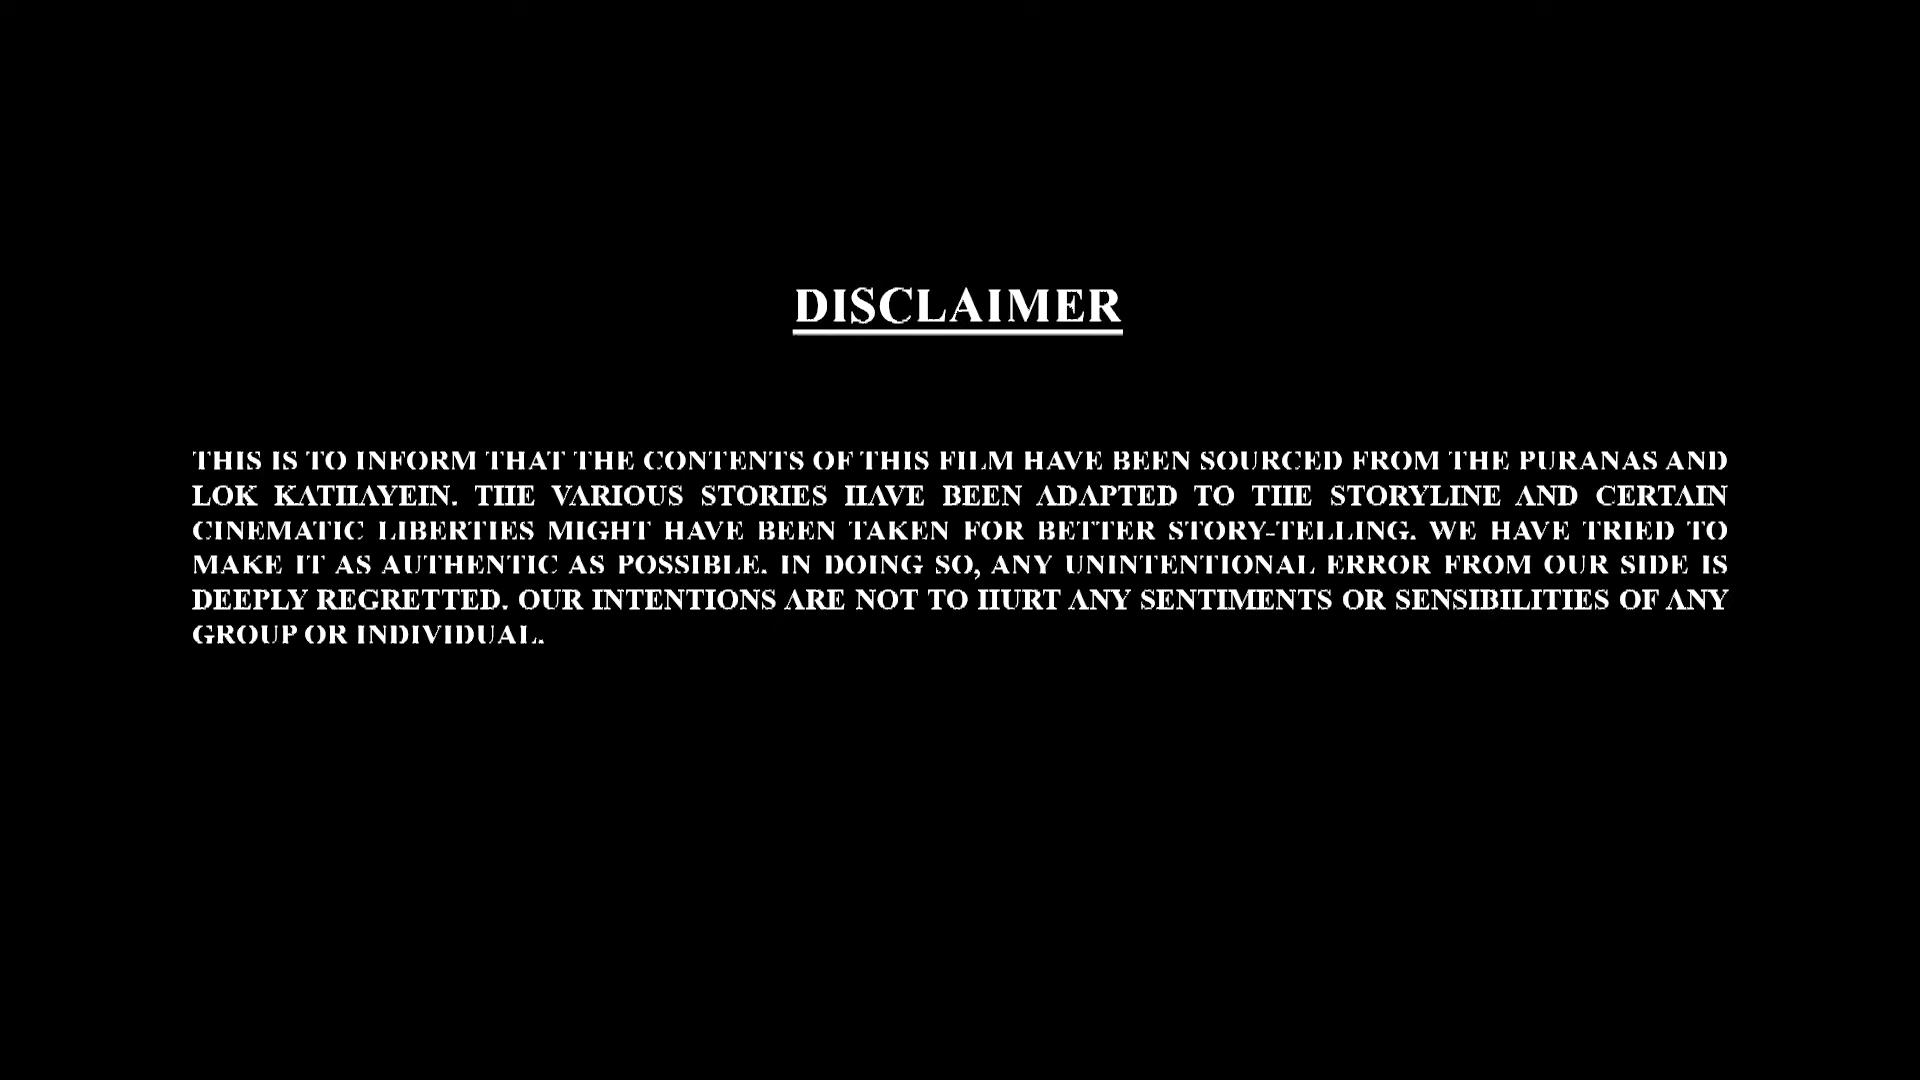 DISCLAIMER
THIS IS TO INFORM THAT THE CONTENTS OF THIS FILM HAVE BEEN SOURCED FROM THE PURANAS AND
LOK KATHAYEIN. THE VARIOUS STORIES HAVE BEEN ADAPTED TO THE STORYLINE AND CERTAIN
CINEMATIC LIBERTIES MIGHT HAVE BEEN TAKEN FOR BETTER STORY-TELLING. WE HAVE TRIED TO
MAKE IT AS AUTHENTIC AS POSSIBLE. IN DOING SO, ANY UNINTENTIONAL ERROR FROM OUR SIDE IS
DEEPLY REGRETTED. OUR INTENTIONS ARE NOT TO HURT ANY SENTIMENTS OR SENSIBILITIES OF ANY
GROUP OR INDIVIDUAL.